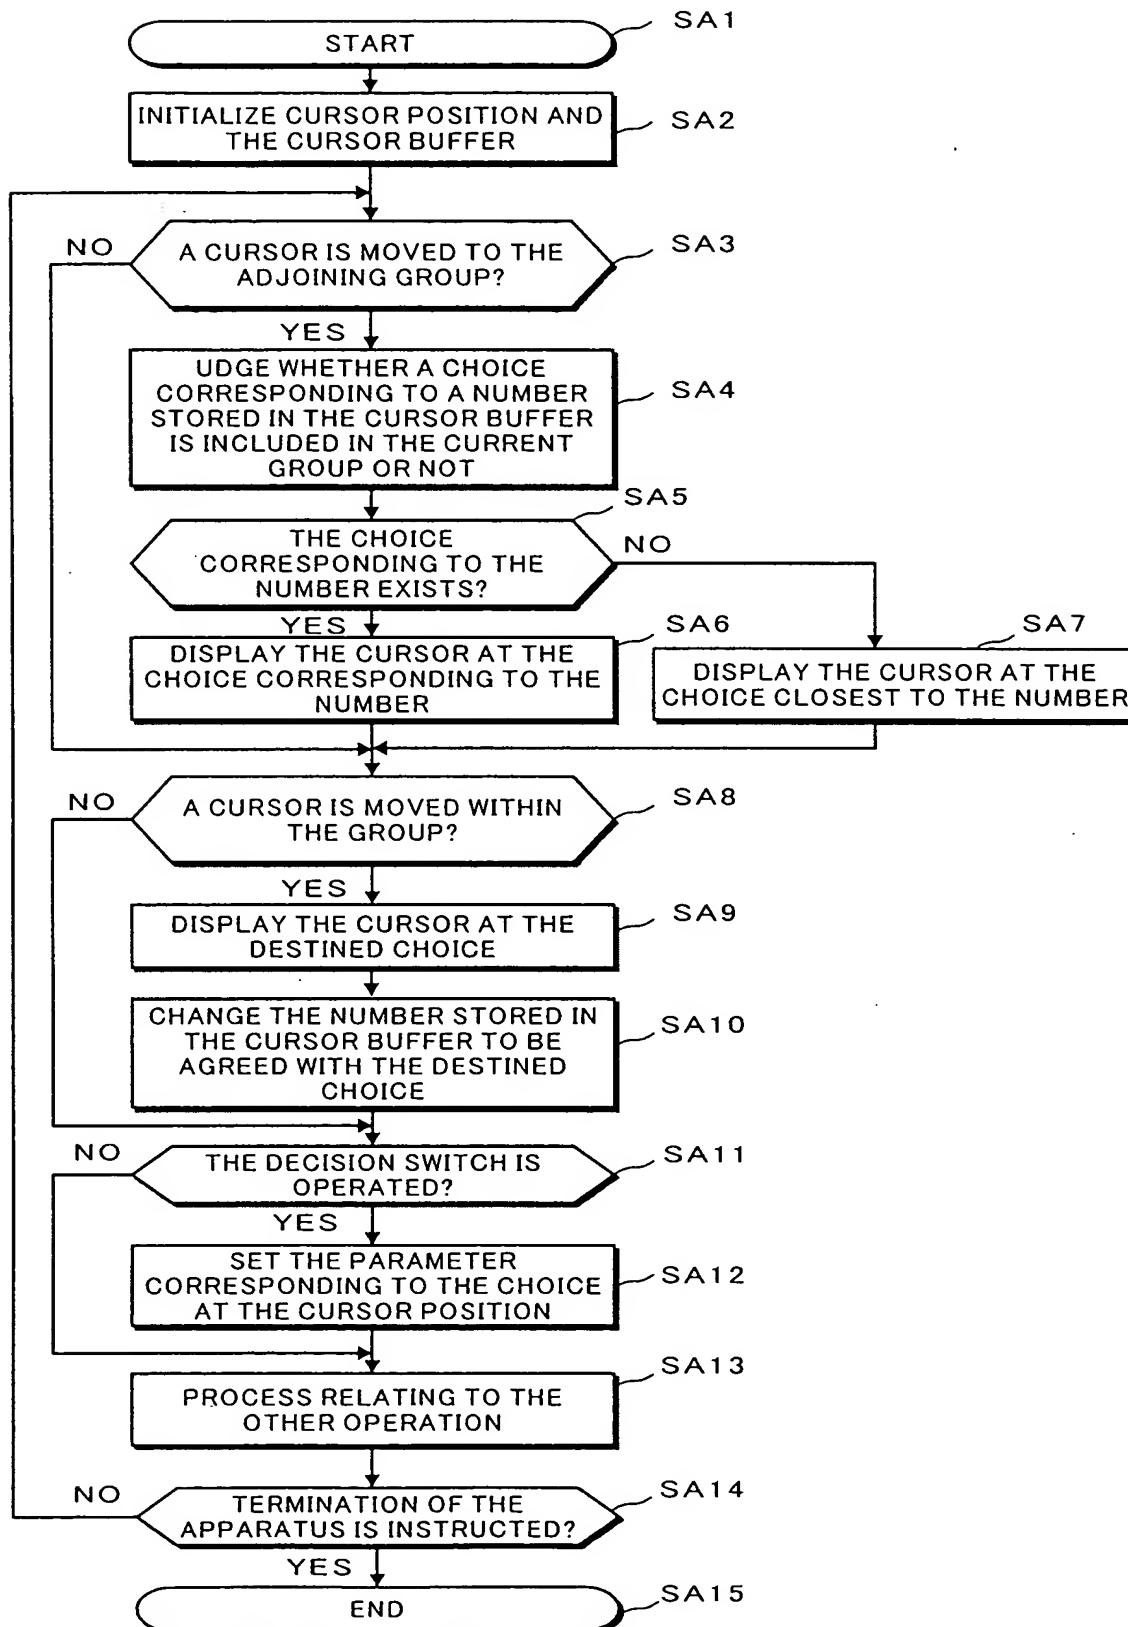 SA1
START
INITIALIZE CURSOR POSITION AND
THE CURSOR BUFFER
SA2
NO
A CURSOR IS MOVED TO THE
ADJOINING GROUP?
SA3
YES
UDGE WHETHER A CHOICE
CORRESPONDING TO A NUMBER
STORED IN THE CURSOR BUFFER
IS INCLUDED IN THE CURRENT
GROUP OR NOT
SA4
SA5
THE CHOICE
CORRESPONDING TO THE
NUMBER EXISTS?
NO
YES
SA6
DISPLAY THE CURSOR AT THE
CHOICE CORRESPONDING TO THE
NUMBER
SA7
DISPLAY THE CURSOR AT THE
CHOICE CLOSEST TO THE NUMBER
NO
A CURSOR IS MOVED WITHIN
THE GROUP?
SA8
YES
DISPLAY THE CURSOR AT THE
DESTINED CHOICE
SA9
CHANGE THE NUMBER STORED IN
THE CURSOR BUFFER TO BE
AGREED WITH THE DESTINED
CHOICE
SA10
NO
THE DECISION SWITCH IS
OPERATED?
SA11
YES
SET THE PARAMETER
CORRESPONDING TO THE CHOICE
AT THE CURSOR POSITION
SA12
PROCESS RELATING TO THE
OTHER OPERATION
SA13
NO
TERMINATION OF THE
APPARATUS IS INSTRUCTED?
SA14
YES
END
SA15